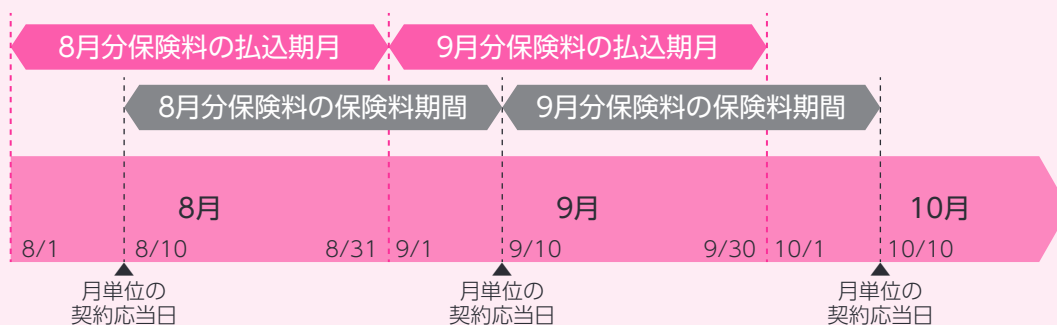 8月分保険料の払込期月
9月分保険料の払込期月
8月分保険料の保険料期間
9月分保険料の保険料期間
8月
9月
10月
8/1
8/10
8/31
9/1
9/10
9/30
10/1
10/10
月単位の
契約応当日
月単位の
契約応当日
月単位の
契約応当日